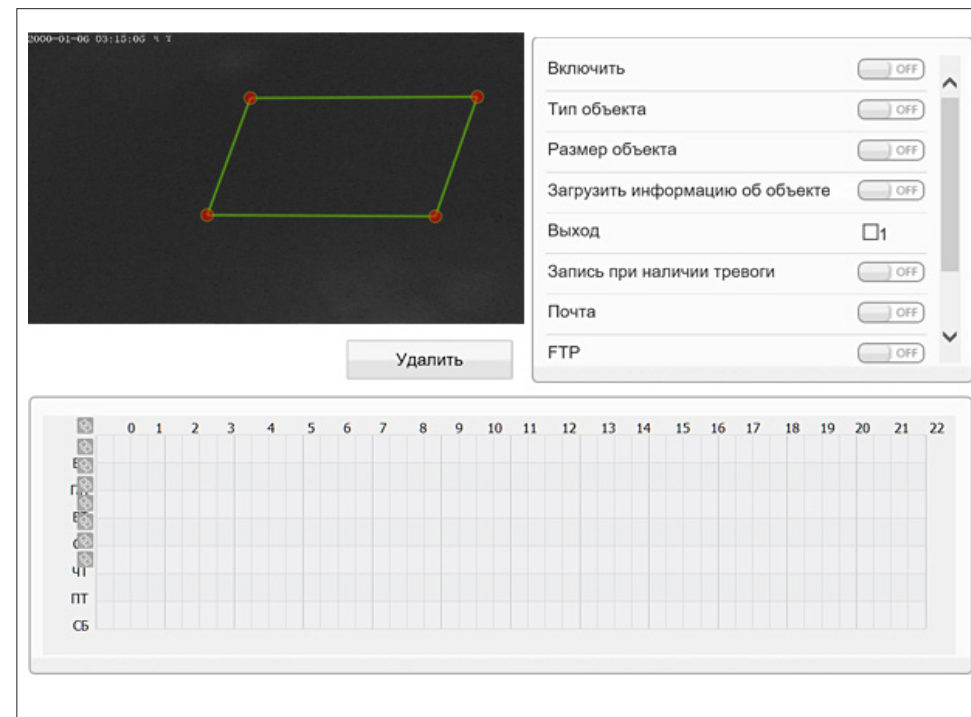 2000-01-06 03:15:05
Включить OFF
Тип объекта OFF
Размер объекта OFF
Загрузить информацию об объекте OFF
Выход 1
Запись при наличии тревоги OFF
Почта OFF
FTP OFF
Удалить
0 1 2 3 4 5 6 7 8 9 10 11 12 13 14 15 16 17 18 19 20 21 22
ЧТ
ПТ
СБ